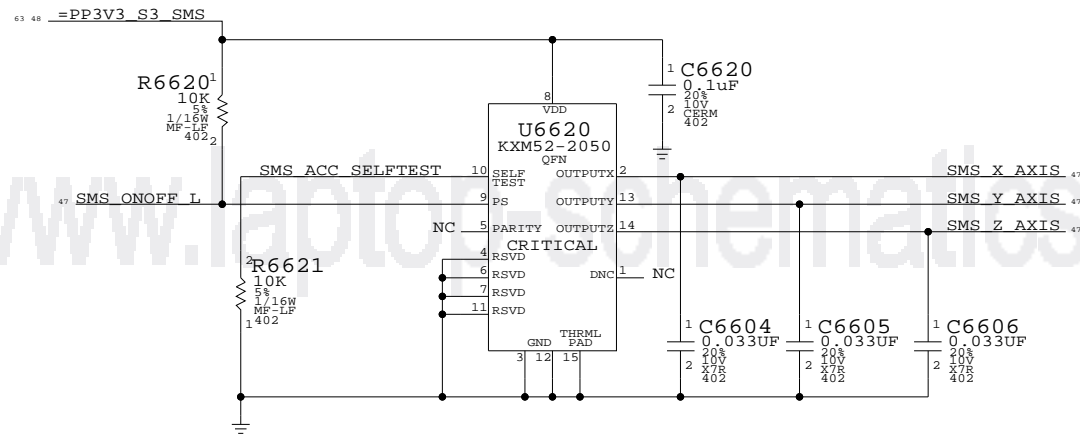 63 48 =PP3V3_S3_SMS
R6620 1
10K
5%
1/16W
MF-LF
402 2
1 C6620
0.1uF
20%
10V
2 CERM
402
8
VDD
U6620
KXM52-2050
QFN
SMS_ACC_SELFTEST 10 SELF TEST OUTPUTX 2 SMS_X_AXIS 47
47 SMS_ONOFF_L 9 PS OUTPUTY 13 SMS_Y_AXIS 47
NC 5 PARITY OUTPUTZ 14 SMS_Z_AXIS 47
CRITICAL
4 RSVD
6 RSVD DNC 1 NC
7 RSVD
11 RSVD
2 R6621
10K
5%
1/16W
MF-LF
1 402
GND THRML PAD
3 12 15
1 C6604
0.033UF
20%
10V
2 X7R
402
1 C6605
0.033UF
20%
10V
2 X7R
402
1 C6606
0.033UF
20%
10V
2 X7R
402
www.laptop-schematics